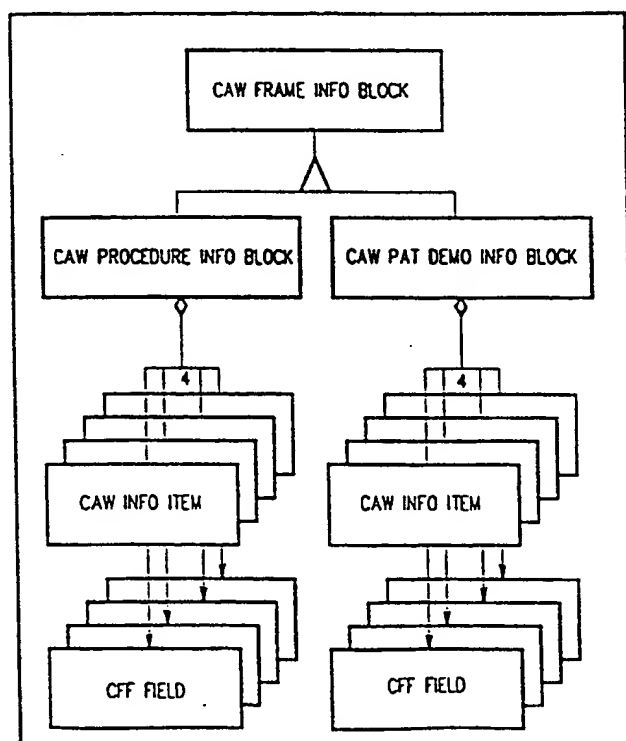 CAW FRAME INFO BLOCK
CAW PROCEDURE INFO BLOCK
CAW PAT DEMO INFO BLOCK
4
4
CAW INFO ITEM
CAW INFO ITEM
CFF FIELD
CFF FIELD